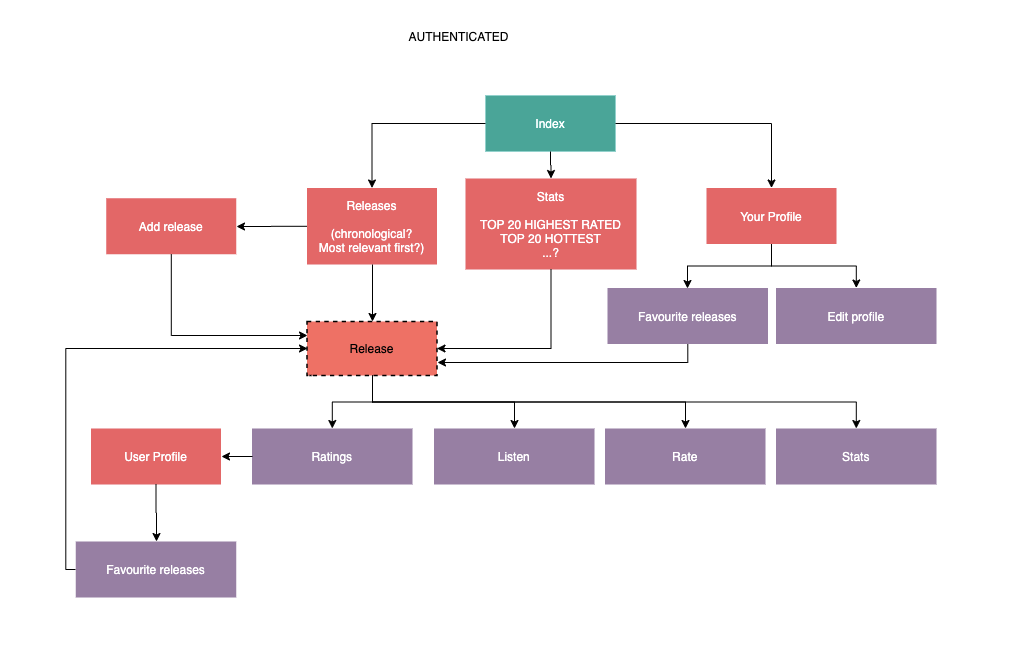 AUTHENTICATED
Index
Releases
(chronological?
Most relevant first?)
Stats
TOP 20 HIGHEST RATED
TOP 20 HOTTEST
...?
Your Profile
Add release
Favourite releases
Edit profile
Release
User Profile
Ratings
Listen
Rate
Stats
Favourite releases